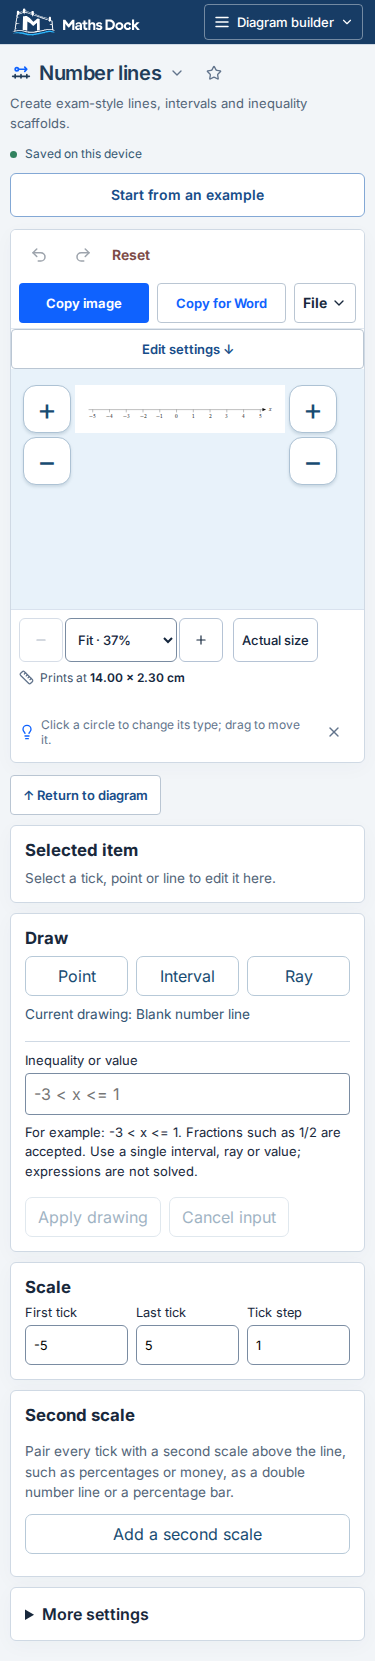 Maths Dock
Diagram builder
Number lines
Create exam-style lines, intervals and inequality
scaffolds.
Saved on this device
Start from an example
Reset
Copy image
Copy for Word
File
Edit settings ↓
+
+
−5 −4 −3 −2 −1 0 1 2 3 4 5 x
−
−
−
Fit · 37%
+
Actual size
Prints at 14.00 × 2.30 cm
Click a circle to change its type; drag to move
it.
↑ Return to diagram
Selected item
Select a tick, point or line to edit it here.
Draw
Point
Interval
Ray
Current drawing: Blank number line
Inequality or value
-3 < x <= 1
For example: -3 < x <= 1. Fractions such as 1/2 are
accepted. Use a single interval, ray or value;
expressions are not solved.
Apply drawing
Cancel input
Scale
First tick
Last tick
Tick step
-5
5
1
Second scale
Pair every tick with a second scale above the line,
such as percentages or money, as a double
number line or a percentage bar.
Add a second scale
More settings